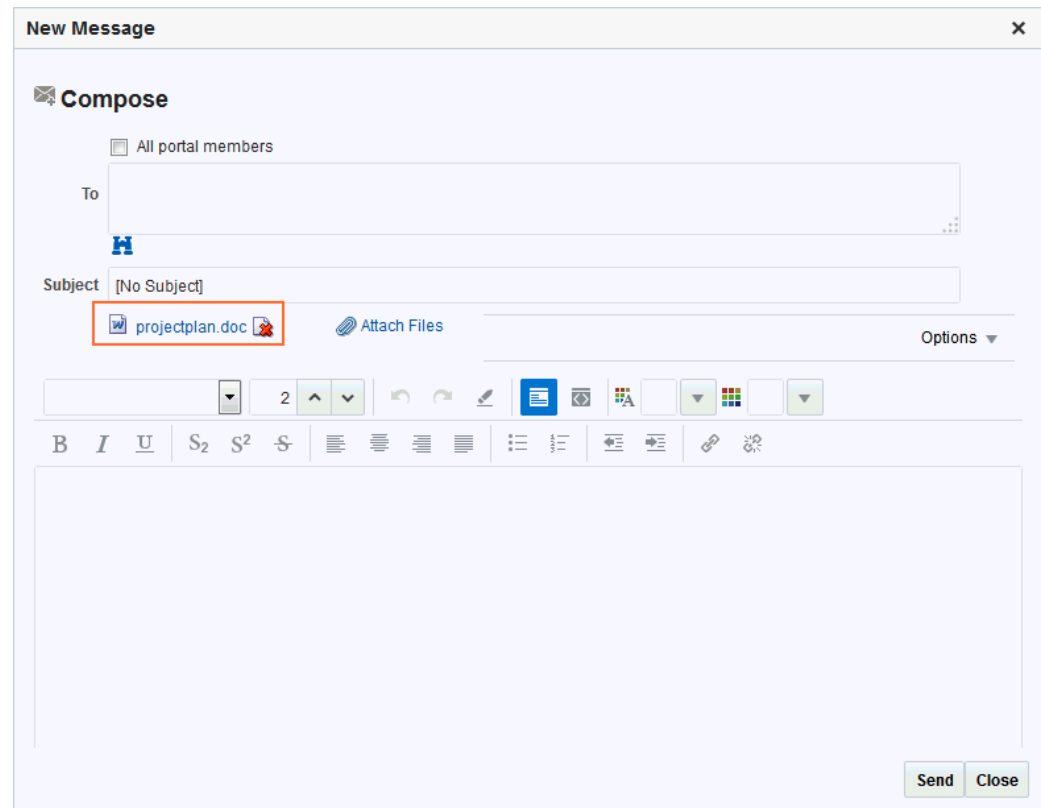 New Message
Compose
All portal members
To
Subject [No Subject]
projectplan.doc Attach Files
Options
2
B I U S2 S² S
Send Close